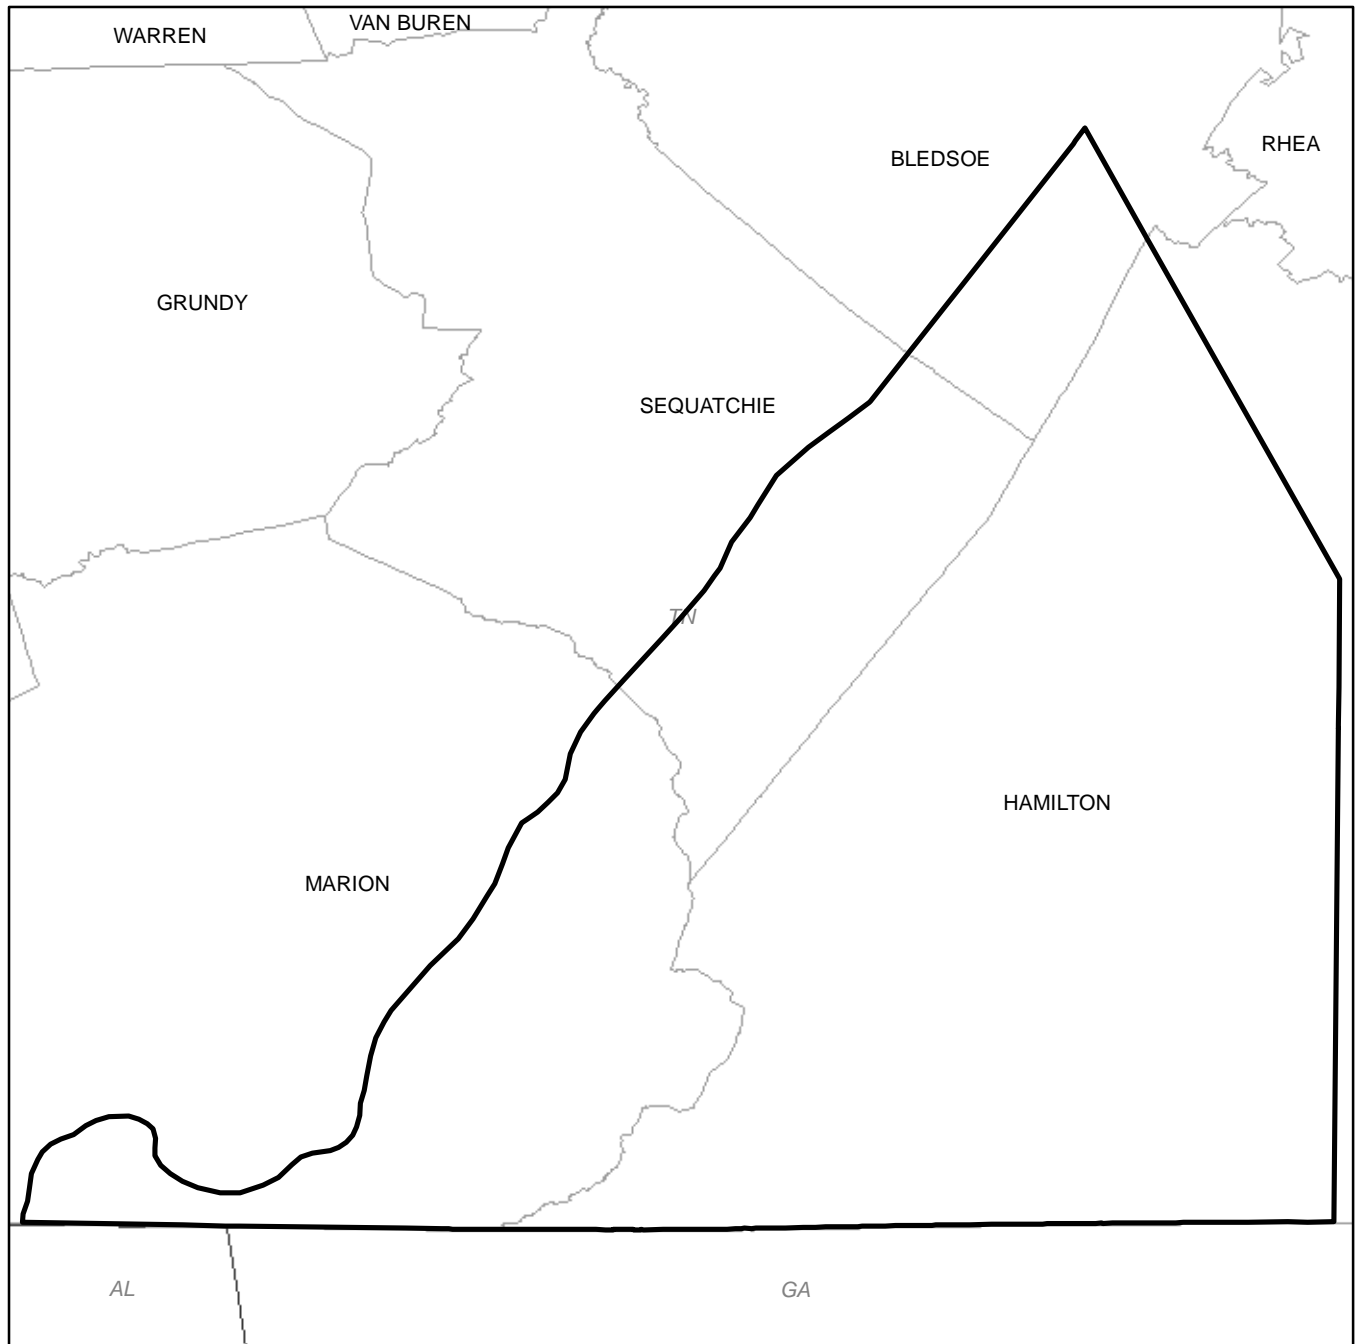 VAN BUREN
WARREN
RHEA
BLEDSOE
GRUNDY
SEQUATCHIE
TN
HAMILTON
MARION
AL
GA